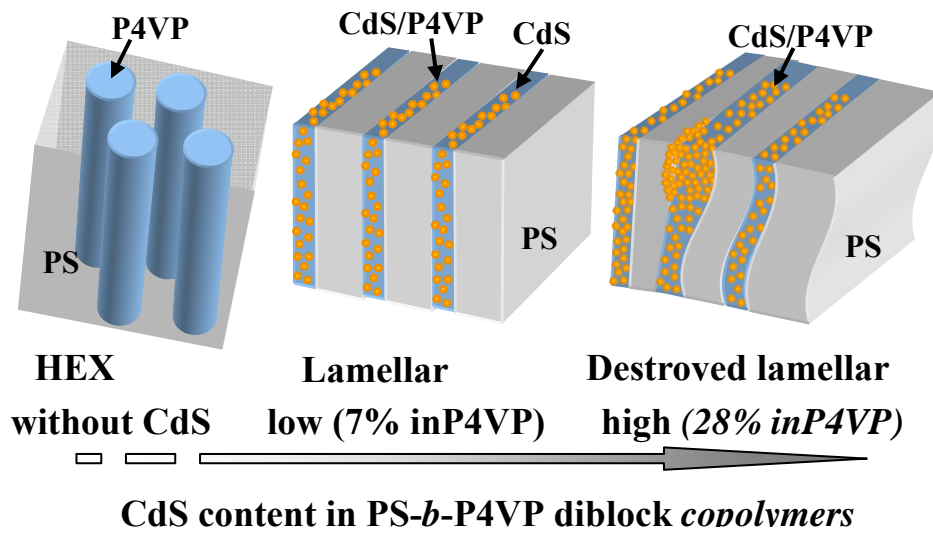 P4VP
PS
CdS/P4VP
CdS
PS
CdS/P4VP
PS
HEX
without CdS
Lamellar
low (7% inP4VP)
Destroved lamellar
high (28% inP4VP)
CdS content in PS-b-P4VP diblock copolymers